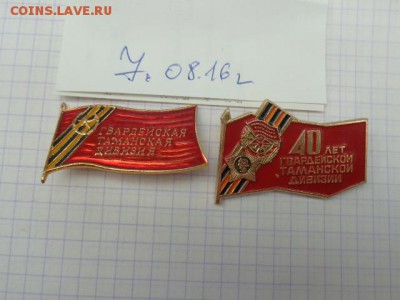 COINS.LAVE.RU
7. 08.16г
ГВАРДЕЙСКАЯ
ТАМАНСКАЯ
ДИВИЗИЯ
40 ЛЕТ
ГВАРДЕЙСКОЙ
ТАМАНСКОЙ
ДИВИЗИИ